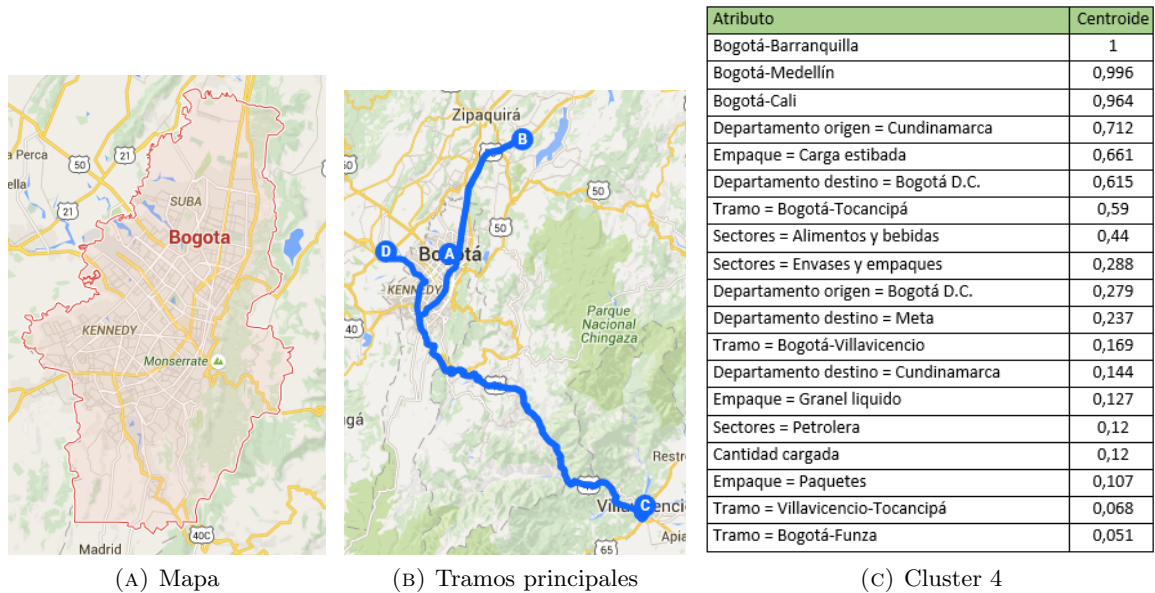 a Perca
ella
50
21
21
SUBA
Bogota
KENNEDY
Monserrate
40C
Madrid
(A) Mapa
Zipaquirá
B
50
50
50
D
Bogotá
A
KENNEDY
40
Parque
Nacional
Chingaza
gá
Restr
Villavicencio
C
Apia
65
(B) Tramos principales
Atributo Centroide
Bogotá-Barranquilla 1
Bogotá-Medellín 0,996
Bogotá-Cali 0,964
Departamento origen = Cundinamarca 0,712
Empaque = Carga estibada 0,661
Departamento destino = Bogotá D.C. 0,615
Tramo = Bogotá-Tocancipá 0,59
Sectores = Alimentos y bebidas 0,44
Sectores = Envases y empaques 0,288
Departamento origen = Bogotá D.C. 0,279
Departamento destino = Meta 0,237
Tramo = Bogotá-Villavicencio 0,169
Departamento destino = Cundinamarca 0,144
Empaque = Granel liquido 0,127
Sectores = Petrolera 0,12
Cantidad cargada 0,12
Empaque = Paquetes 0,107
Tramo = Villavicencio-Tocancipá 0,068
Tramo = Bogotá-Funza 0,051
(C) Cluster 4